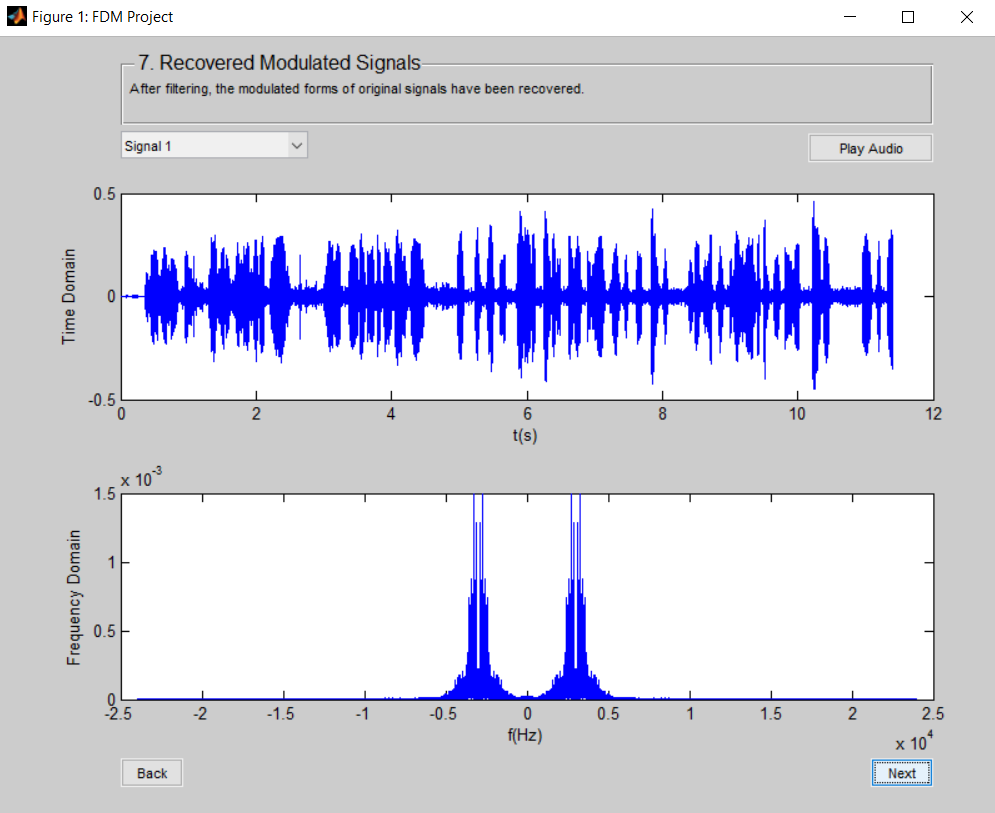 Figure 1: FDM Project
7. Recovered Modulated Signals
After filtering, the modulated forms of original signals have been recovered.
Signal 1
Play Audio
0.5
0
-0.5
Time Domain
0 2 4 6 8 10 12
t(s)
x 10^-3
1.5
1
0.5
0
Frequency Domain
-2.5 -2 -1.5 -1 -0.5 0 0.5 1 1.5 2 2.5
f(Hz)
x 10^4
Back
Next